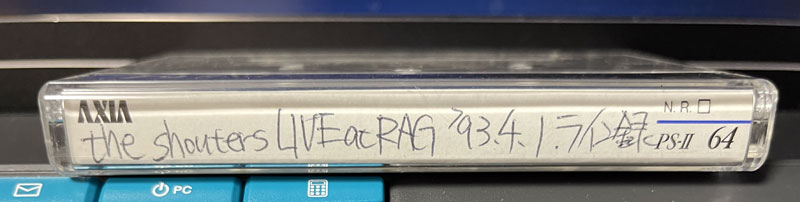 AXIA
N.R.□
the shouters LIVE at RAG '93.4.1.ライン録
PS-II 64
PC